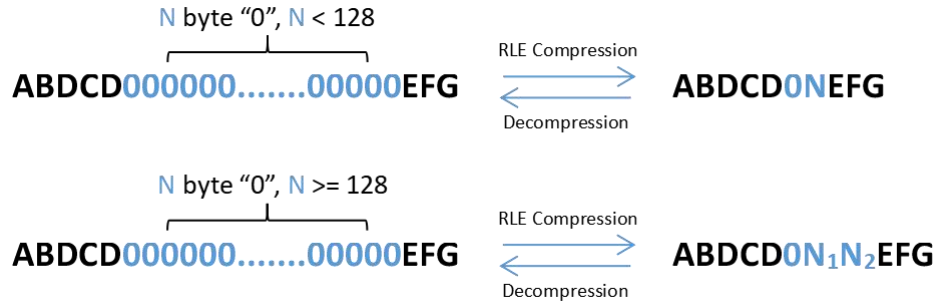 N byte “0”, N < 128
RLE Compression
ABDCD000000.......00000EFG
ABDCD0NEFG
Decompression
N byte “0”, N >= 128
RLE Compression
ABDCD000000.......00000EFG
ABDCD0N₁N₂EFG
Decompression